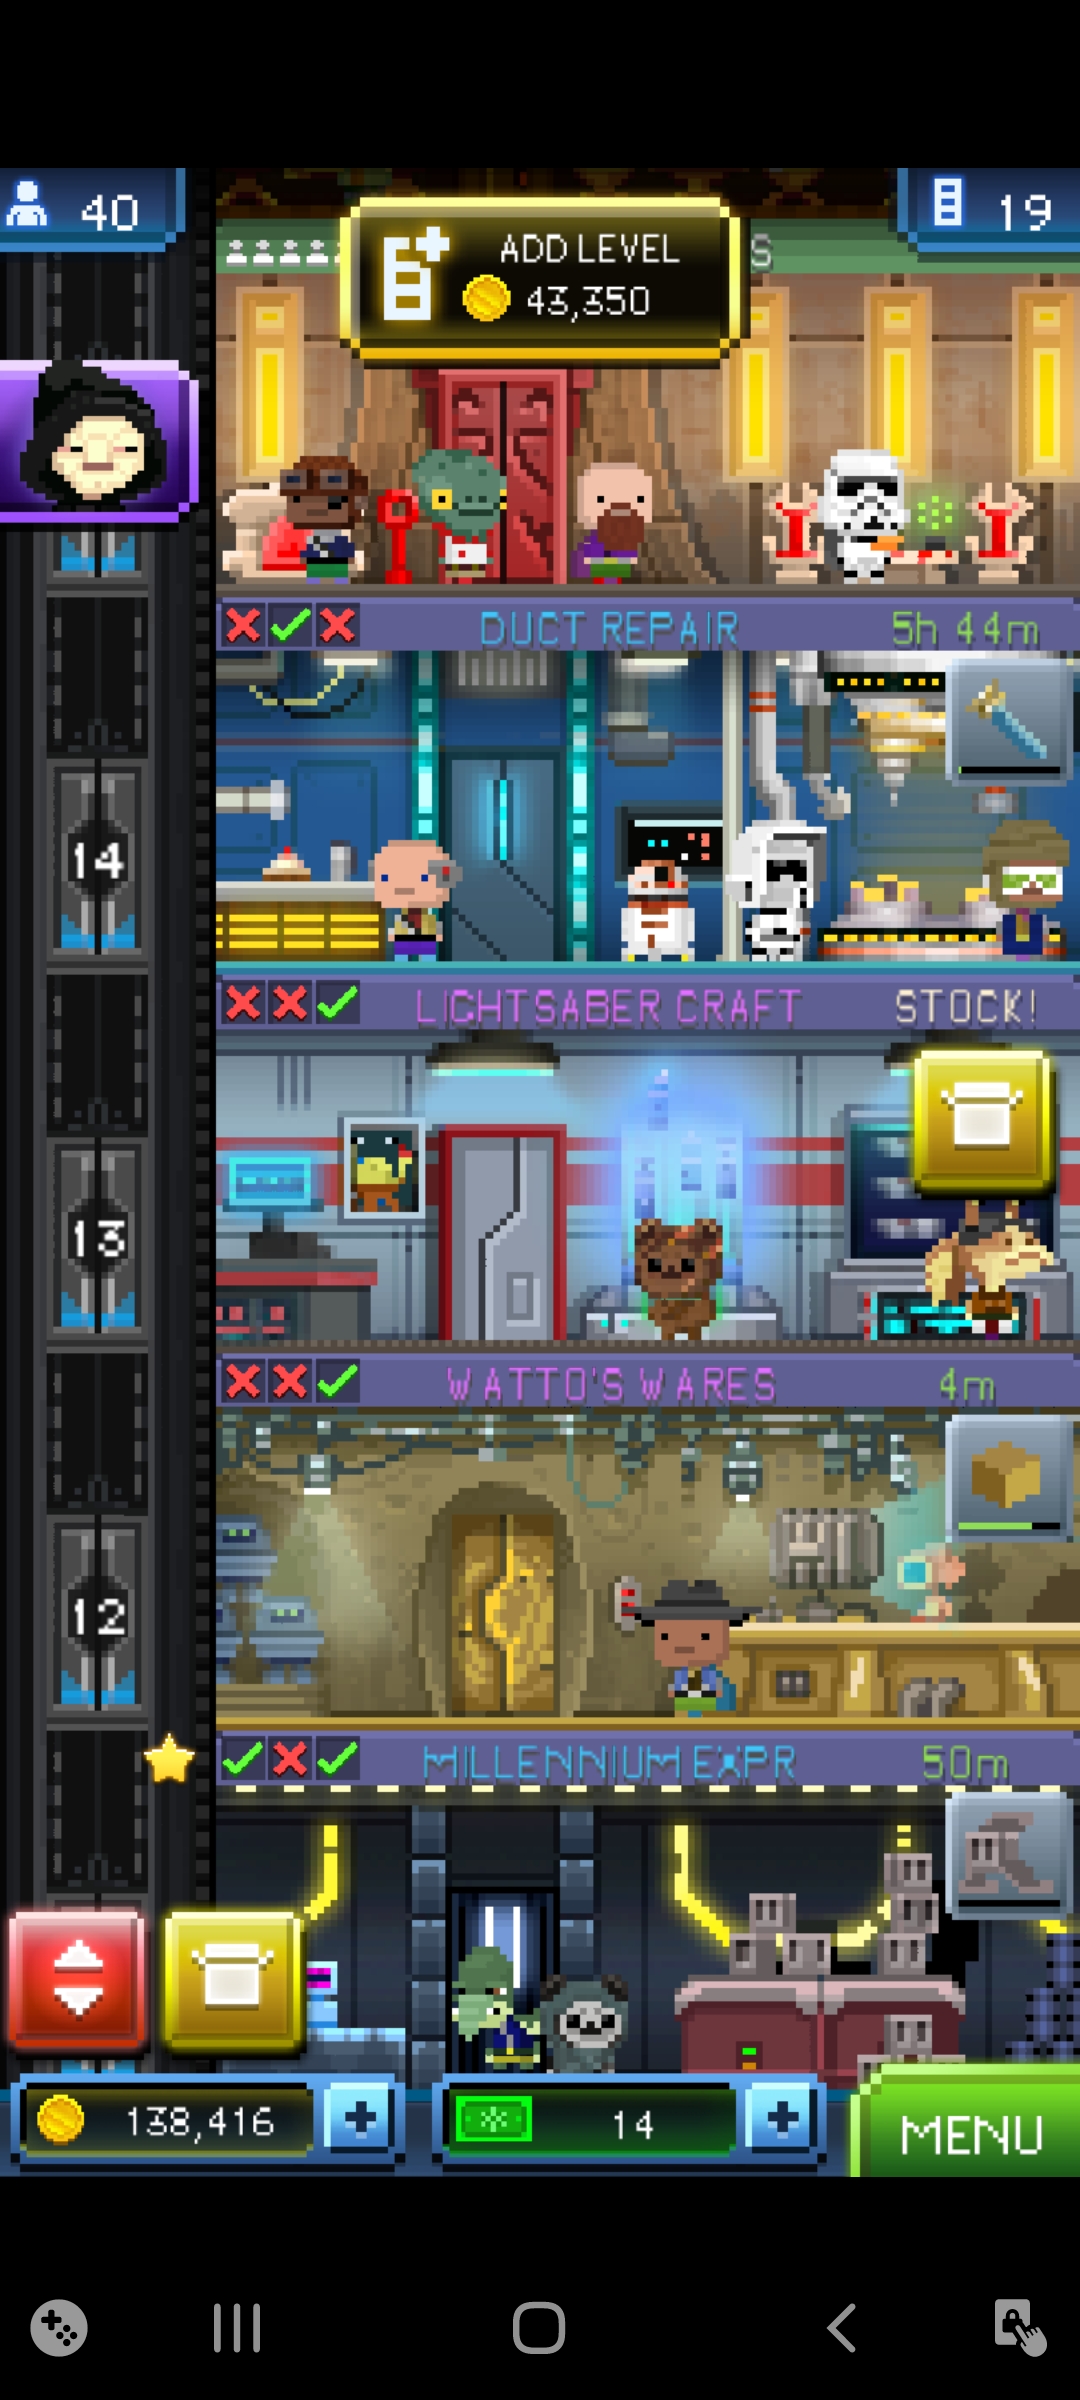 40
19
ADD LEVEL
43,350
S
DUCT REPAIR
5h 44m
14
LIGHTSABER CRAFT
STOCK!
13
WATTO'S WARES
4m
12
MILLENNIUM EXPR
50m
138,416
14
MENU